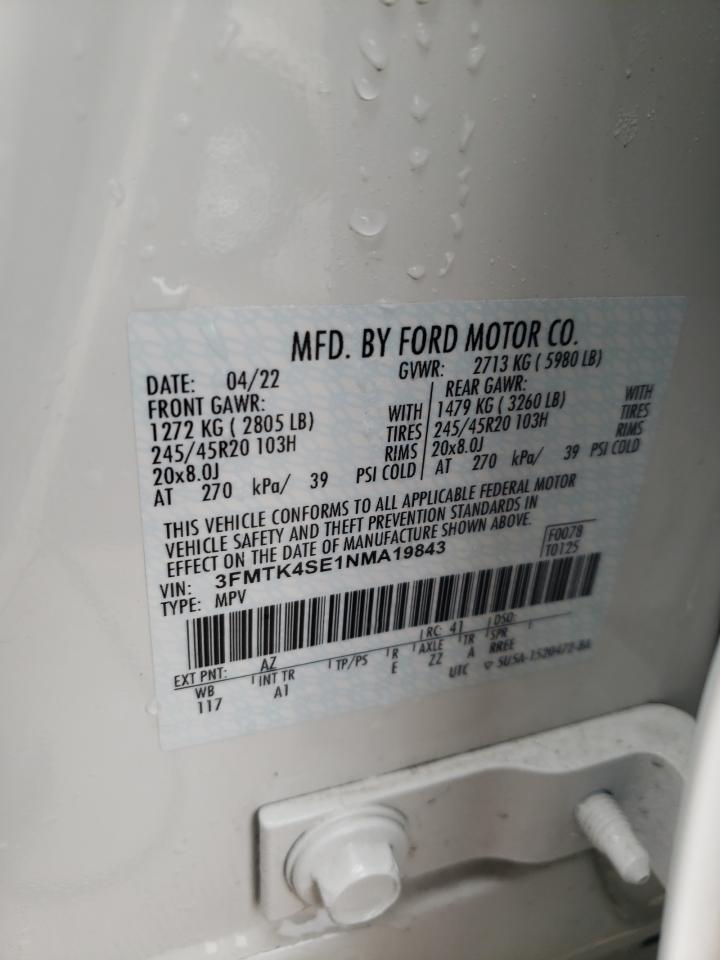 MFD. BY FORD MOTOR CO.
DATE: 04/22 GVWR: 2713 KG ( 5980 LB)
FRONT GAWR: REAR GAWR:
1272 KG ( 2805 LB) WITH 1479 KG ( 3260 LB) WITH
245/45R20 103H TIRES 245/45R20 103H TIRES
20x8.0J RIMS 20x8.0J RIMS
AT 270 kPa/ 39 PSI COLD AT 270 kPa/ 39 PSI COLD
THIS VEHICLE CONFORMS TO ALL APPLICABLE FEDERAL MOTOR
VEHICLE SAFETY AND THEFT PREVENTION STANDARDS IN
EFFECT ON THE DATE OF MANUFACTURE SHOWN ABOVE.
VIN: 3FMTK4SE1NMA19843 F0078
TYPE: MPV T0125
EXT PNT: AZ RC: 41 DSO:
WB INT TR TP/PS R AXLE TR SPR
117 A1 E ZZ A RREE
UTC ▽ SU5A-1520472-BA